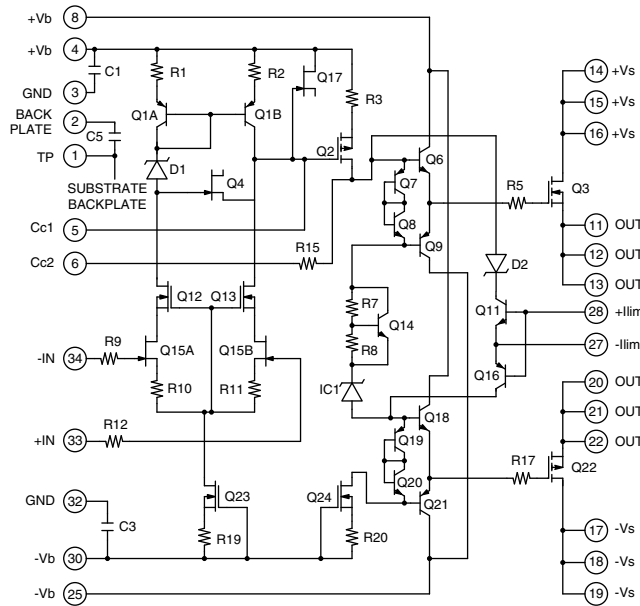 +Vb 8
+Vb 4
C1
R1
R2
Q17
GND 3
R3
Q1A
Q1B
BACK
PLATE 2
C5
TP 1
D1
Q2
Q6
SUBSTRATE
BACKPLATE
Q4
Q7
R5
Q3
14 +Vs
15 +Vs
16 +Vs
Cc1 5
Q8
Q9
11 OUT
Cc2 6
R15
12 OUT
D2
13 OUT
Q12
Q13
R7
Q14
Q11
28 +Ilim
R9
Q15A
Q15B
R8
-IN 34
27 -Ilim
R10
R11
IC1
Q16
20 OUT
R12
Q18
21 OUT
+IN 33
Q19
22 OUT
R17
Q22
GND 32
Q23
Q24
Q20
Q21
C3
R19
R20
17 -Vs
-Vb 30
18 -Vs
-Vb 25
19 -Vs